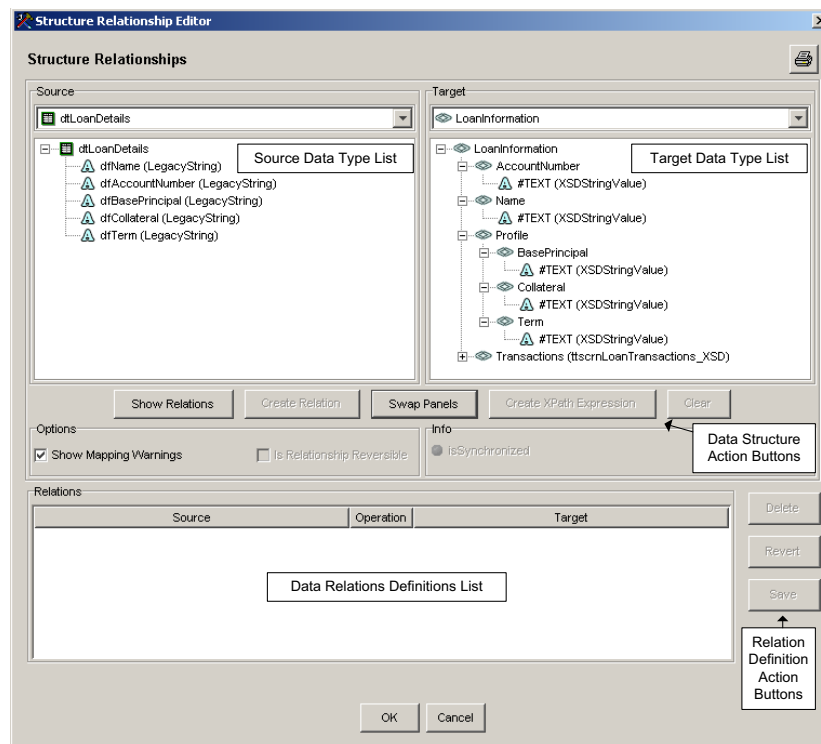 Structure Relationship Editor
Structure Relationships
Source
Target
dtLoanDetails
LoanInformation
dtLoanDetails
dfName (LegacyString)
dfAccountNumber (LegacyString)
dfBasePrincipal (LegacyString)
dfCollateral (LegacyString)
dfTerm (LegacyString)
Source Data Type List
LoanInformation
AccountNumber
#TEXT (XSDStringValue)
Name
#TEXT (XSDStringValue)
Profile
BasePrincipal
#TEXT (XSDStringValue)
Collateral
#TEXT (XSDStringValue)
Term
#TEXT (XSDStringValue)
Transactions (ttscrnLoanTransactions_XSD)
Target Data Type List
Show Relations
Create Relation
Swap Panels
Create XPath Expression
Clear
Options
Show Mapping Warnings
Is Relationship Reversible
Info
isSynchronized
Data Structure
Action Buttons
Relations
Source
Operation
Target
Data Relations Definitions List
Delete
Revert
Save
Relation
Definition
Action
Buttons
OK
Cancel